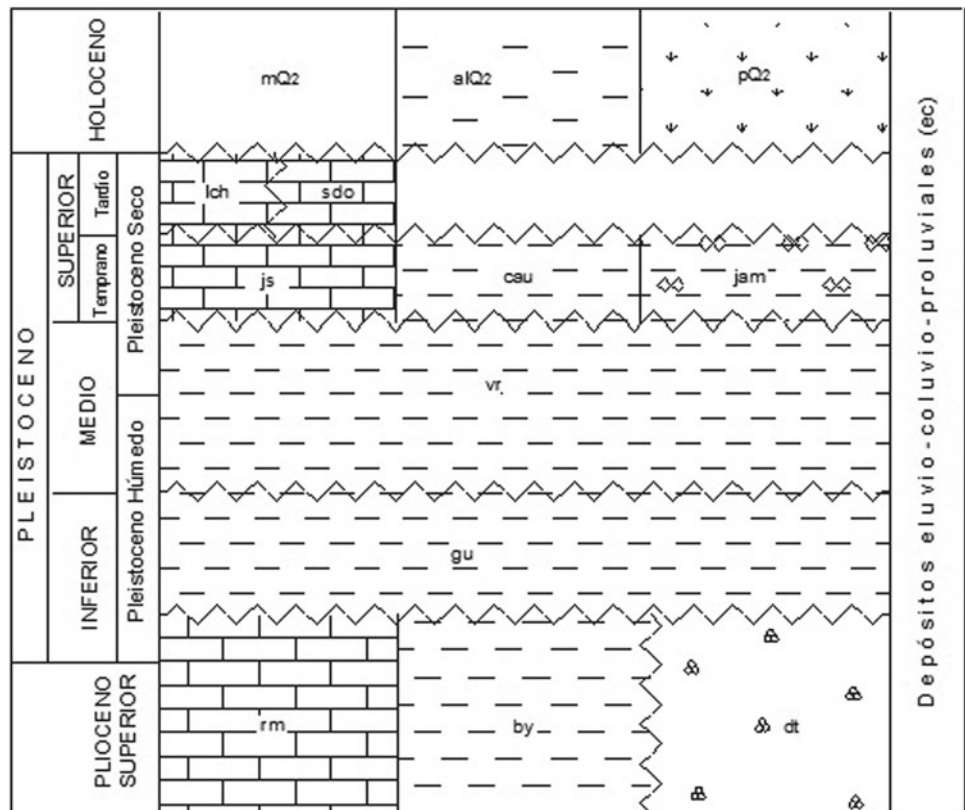 HOLOCENO
mQ2
alQ2
pQ2
PLEISTOCENO
SUPERIOR
Tardío
Temprano
Pleistoceno Seco
lch
sdo
js
cau
jam
MEDIO
vr
Pleistoceno Húmedo
INFERIOR
gu
PLIOCENO
SUPERIOR
rm
by
dt
Depósitos eluvio-coluvio-proluviales (ec)